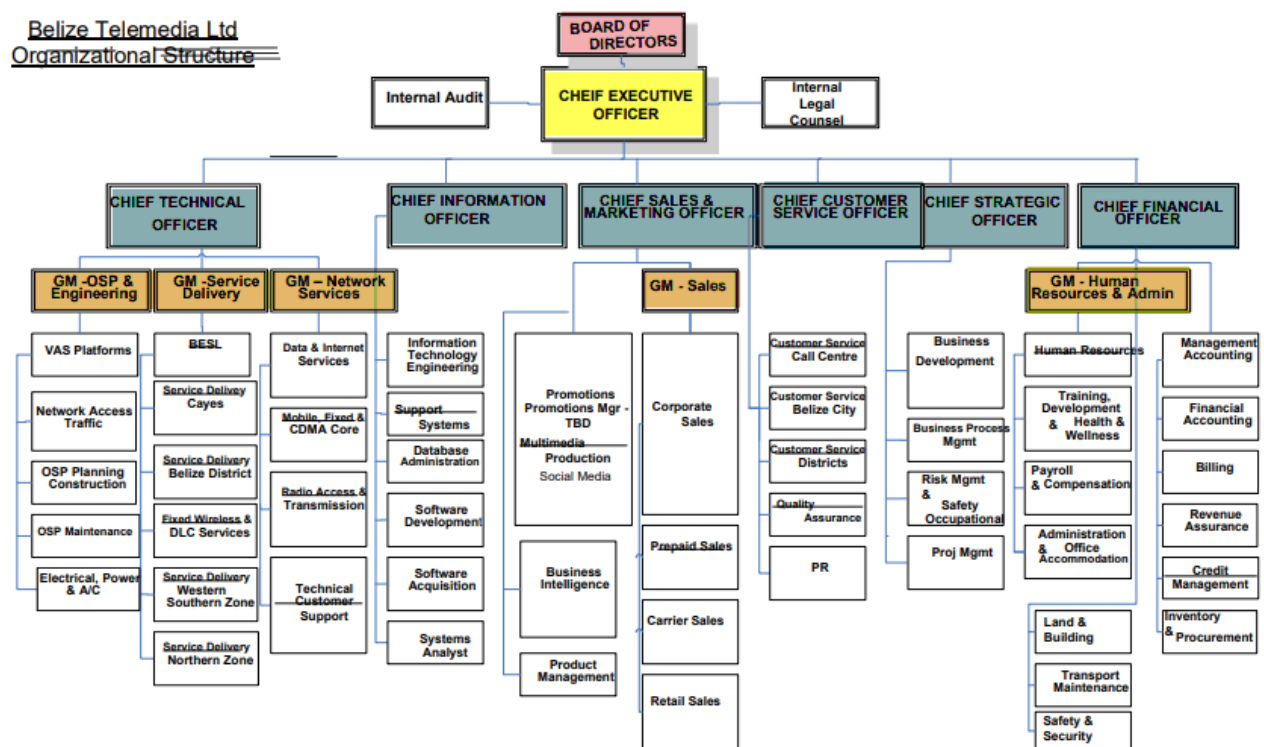 Belize Telemedia Ltd
Organizational Structure
BOARD OF
DIRECTORS
Internal Audit
CHEIF EXECUTIVE
OFFICER
Internal
Legal
Counsel
CHIEF TECHNICAL
OFFICER
CHIEF INFORMATION
OFFICER
CHIEF SALES &
MARKETING OFFICER
CHIEF CUSTOMER
SERVICE OFFICER
CHIEF STRATEGIC
OFFICER
CHIEF FINANCIAL
OFFICER
GM -OSP &
Engineering
GM -Service
Delivery
GM – Network
Services
GM - Sales
GM - Human
Resources & Admin
VAS Platforms
Network Access
Traffic
OSP Planning
Construction
OSP Maintenance
Electrical, Power
& A/C
BESL
Service Delivey
Cayes
Service Delivery
Belize District
Fixed Wireless &
DLC Services
Service Delivery
Western
Southern Zone
Service Delivery
Northern Zone
Data & Internet
Services
Mobile, Fixed &
CDMA Core
Radio Access &
Transmission
Technical
Customer
Support
Information
Technology
Engineering
Support
Systems
Database
Administration
Software
Development
Software
Acquisition
Systems
Analyst
Promotions
Promotions Mgr -
TBD
Multimedia
Production
Social Media
Business
Intelligence
Product
Management
Corporate
Sales
Prepaid Sales
Carrier Sales
Retail Sales
Customer Service
Call Centre
Customer Service
Belize City
Customer Service
Districts
Quality
Assurance
PR
Business
Development
Business Process
Mgmt
Risk Mgmt
& Safety
Occupational
Proj Mgmt
Human Resources
Training,
Development
& Health &
Wellness
Payroll
& Compensation
Administration
& Office
Accommodation
Land &
Building
Transport
Maintenance
Safety &
Security
Management
Accounting
Financial
Accounting
Billing
Revenue
Assurance
Credit
Management
Inventory
& Procurement